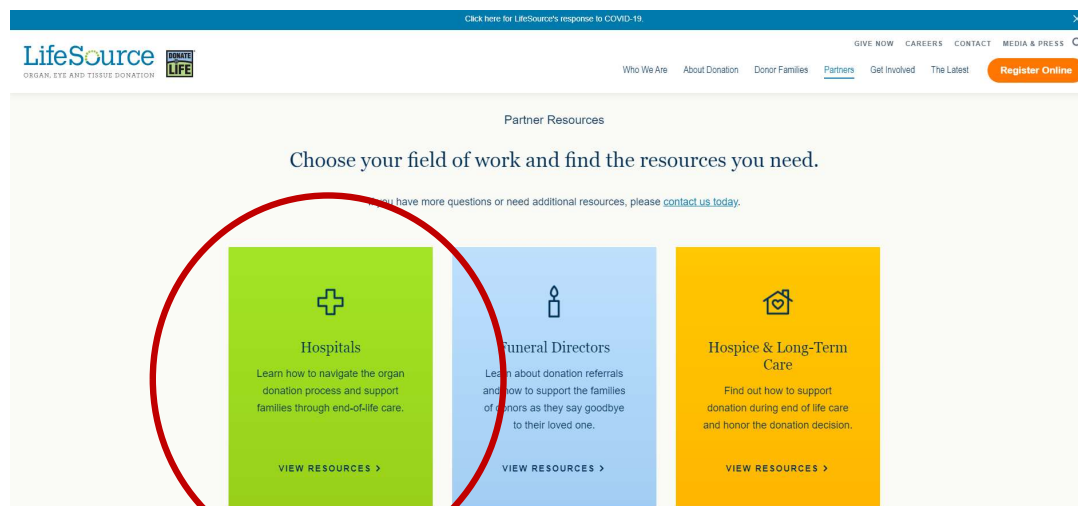 Click here for LifeSource's response to COVID-19.
GIVE NOW CAREERS CONTACT MEDIA & PRESS
LifeSource
ORGAN, EYE AND TISSUE DONATION
DONATE
LIFE
Who We Are About Donation Donor Families Partners Get Involved The Latest Register Online
Partner Resources
Choose your field of work and find the resources you need.
If you have more questions or need additional resources, please contact us today.
Hospitals
Learn how to navigate the organ
donation process and support
families through end-of-life care.
VIEW RESOURCES >
Funeral Directors
Learn about donation referrals
and how to support the families
of donors as they say goodbye
to their loved one.
VIEW RESOURCES >
Hospice & Long-Term
Care
Find out how to support
donation during end of life care
and honor the donation decision.
VIEW RESOURCES >